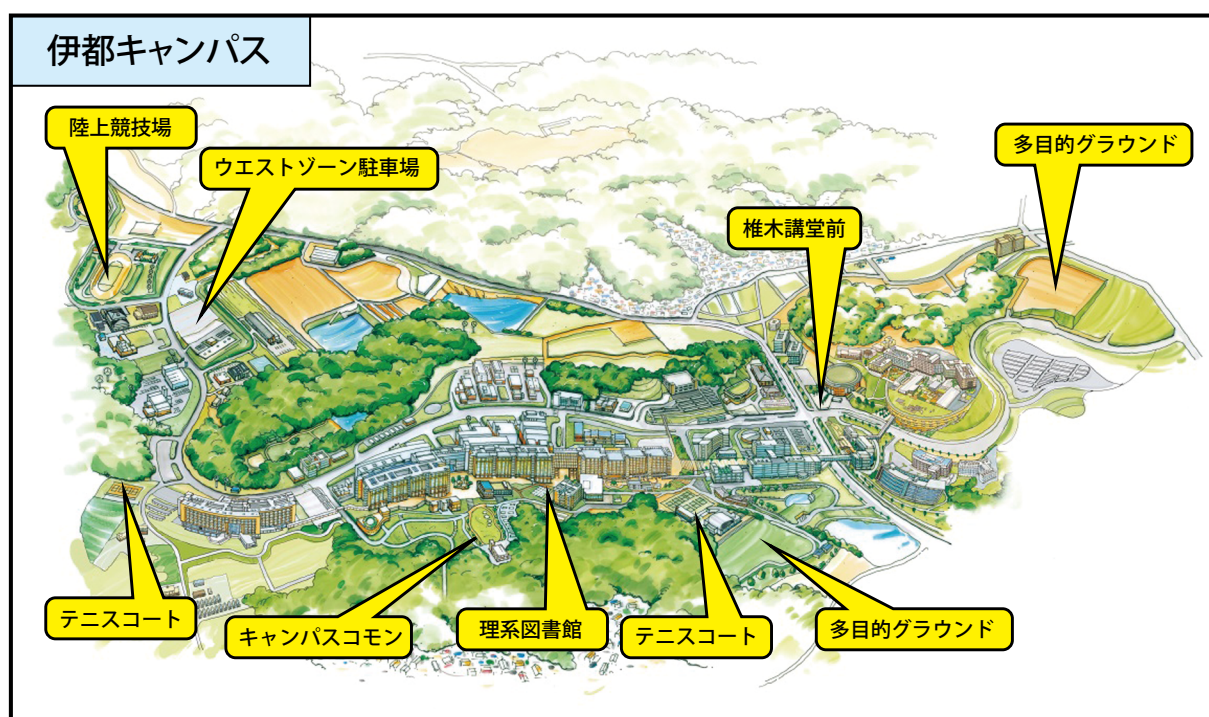 伊都キャンパス
陸上競技場
ウエストゾーン駐車場
多目的グラウンド
椎木講堂前
テニスコート
キャンパスコモン
理系図書館
テニスコート
多目的グラウンド